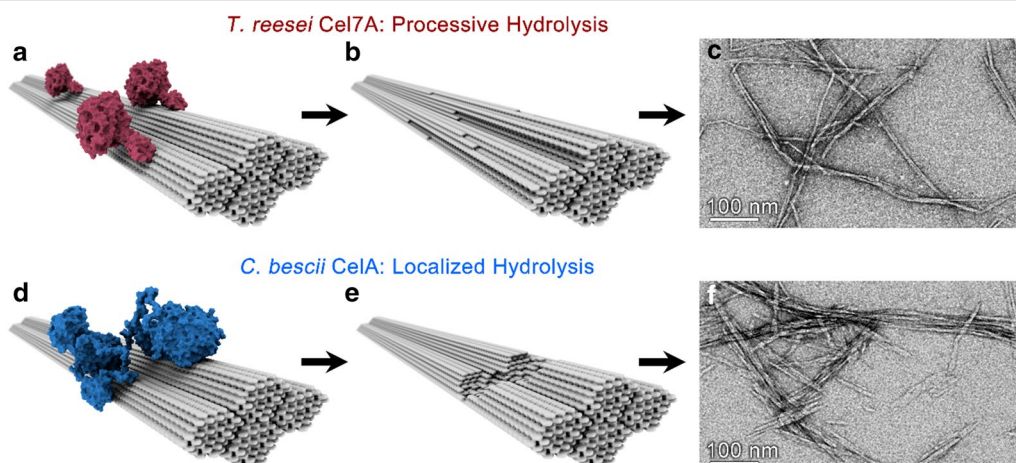 T. reesei Cel7A: Processive Hydrolysis
a
b
c
100 nm
C. bescii CelA: Localized Hydrolysis
d
e
f
100 nm